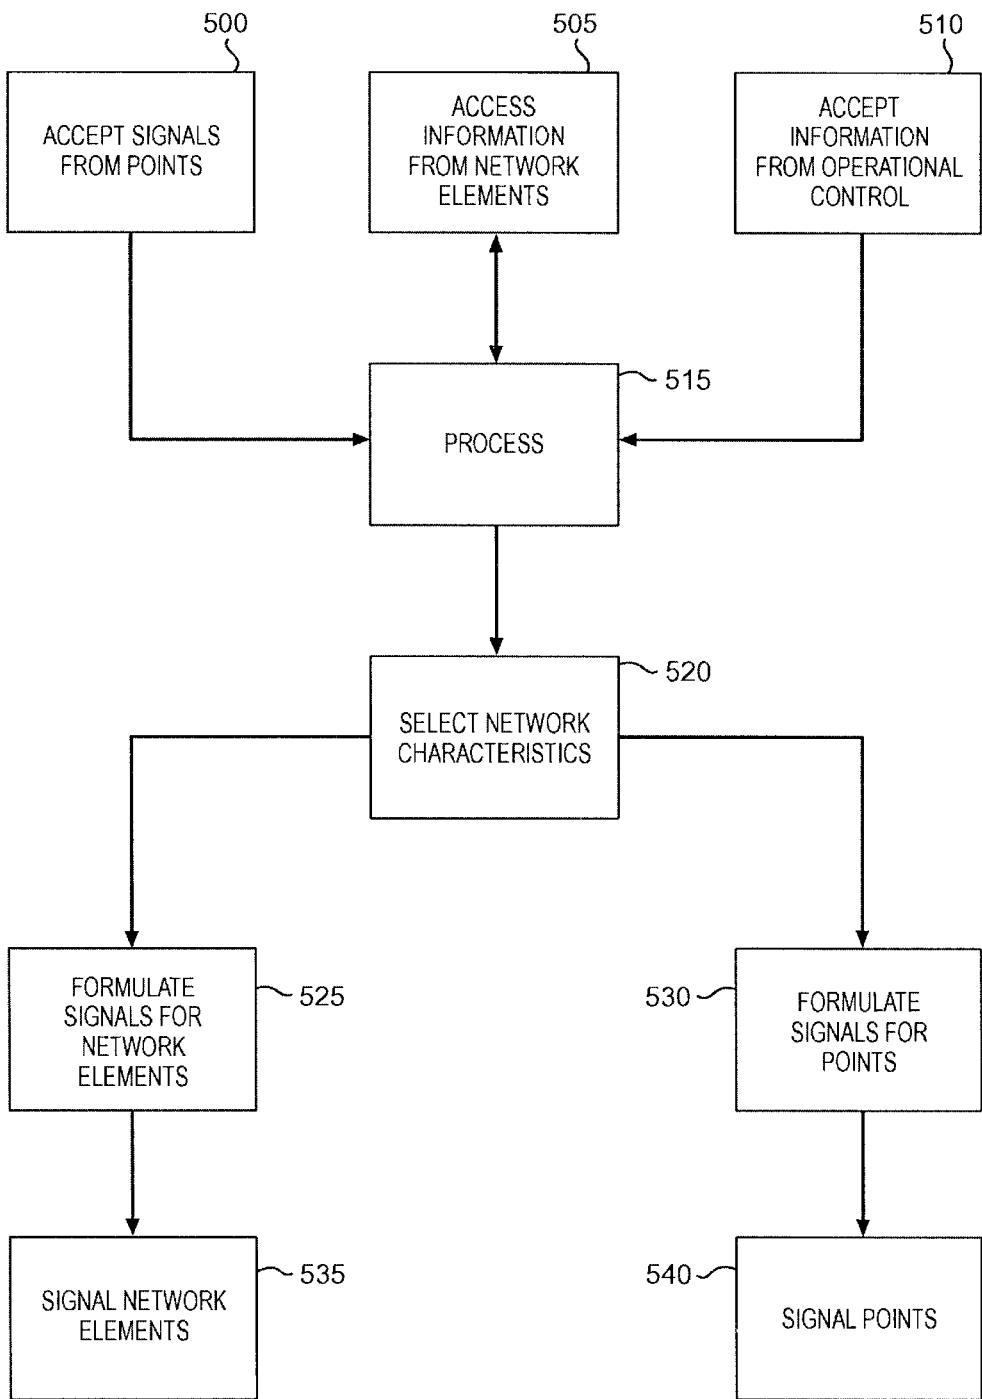 500
505
510
ACCEPT SIGNALS
FROM POINTS
ACCESS
INFORMATION
FROM NETWORK
ELEMENTS
ACCEPT
INFORMATION
FROM OPERATIONAL
CONTROL
515
PROCESS
520
SELECT NETWORK
CHARACTERISTICS
FORMULATE
SIGNALS FOR
NETWORK
ELEMENTS
525
530
FORMULATE
SIGNALS FOR
POINTS
SIGNAL NETWORK
ELEMENTS
535
540
SIGNAL POINTS